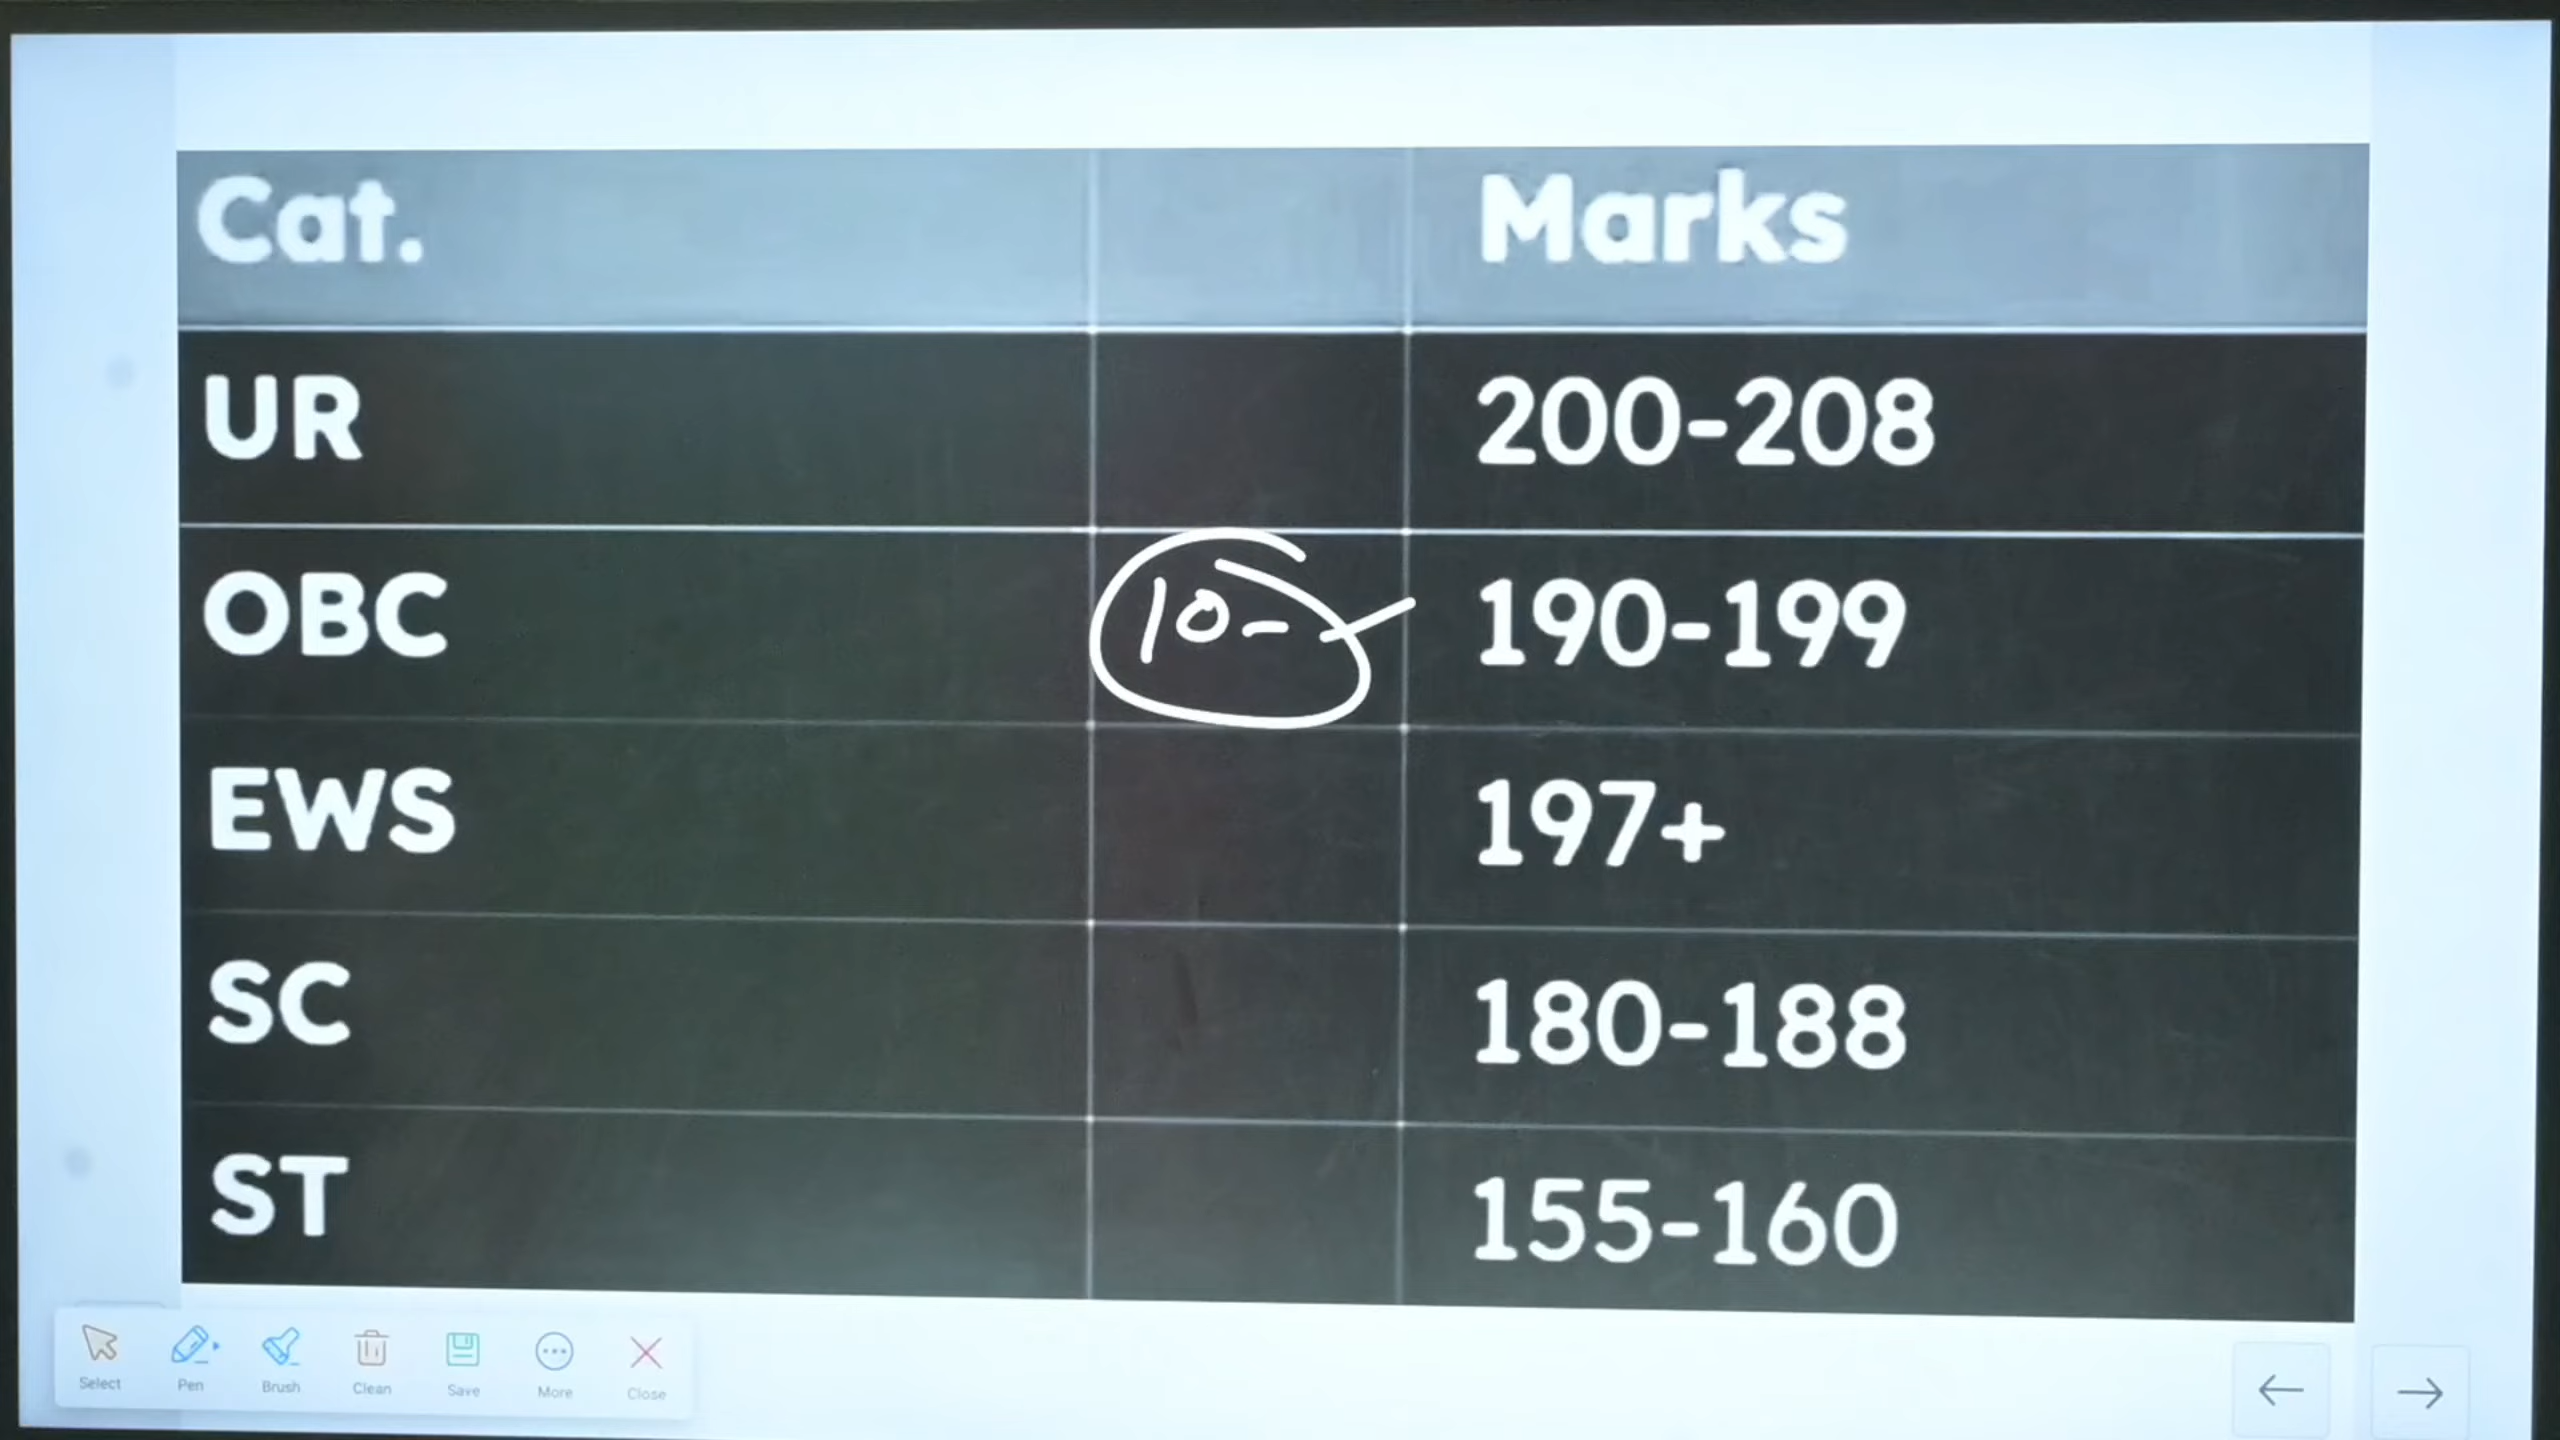 Cat. Marks
UR 200-208
OBC 10- 190-199
EWS 197+
SC 180-188
ST 155-160
Select Pen Brush Clean Save More Close